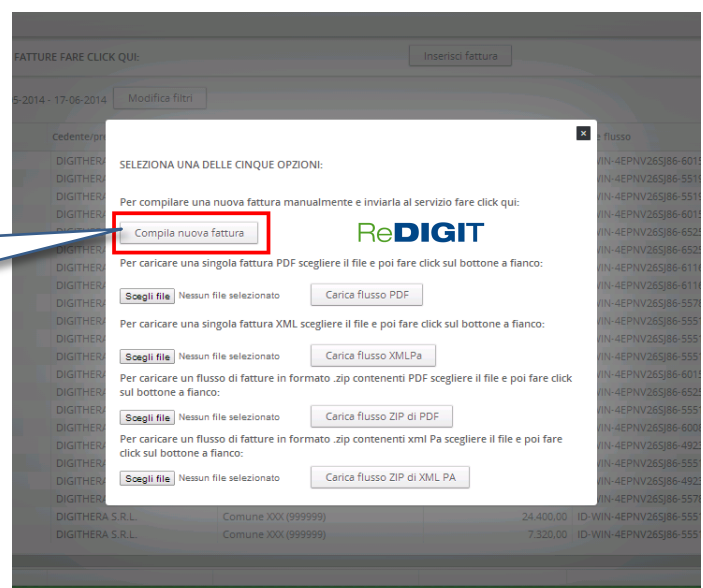 FATTURE FARE CLICK QUI:
Inserisci fattura
5-2014 - 17-06-2014
Modifica filtri
Cedente/pre
e flusso
SELEZIONA UNA DELLE CINQUE OPZIONI:
Per compilare una nuova fattura manualmente e inviarla al servizio fare click qui:
Compila nuova fattura
ReDIGIT
Per caricare una singola fattura PDF scegliere il file e poi fare click sul bottone a fianco:
Scegli file Nessun file selezionato
Carica flusso PDF
Per caricare una singola fattura XML scegliere il file e poi fare click sul bottone a fianco:
Scegli file Nessun file selezionato
Carica flusso XMLPa
Per caricare un flusso di fatture in formato .zip contenenti PDF scegliere il file e poi fare click
sul bottone a fianco:
Scegli file Nessun file selezionato
Carica flusso ZIP di PDF
Per caricare un flusso di fatture in formato .zip contenenti xml Pa scegliere il file e poi fare
click sul bottone a fianco:
Scegli file Nessun file selezionato
Carica flusso ZIP di XML PA
DIGITHERA S.R.L. Comune XXX (999999) 24.400,00 ID-WIN-4EPNV26SJ86-5551
DIGITHERA S.R.L. Comune XXX (999999) 7.320,00 ID-WIN-4EPNV26SJ86-5551